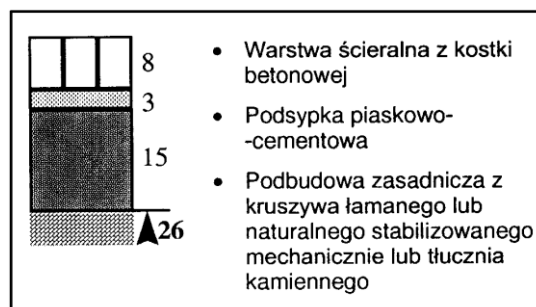 8
3
15
26
• Warstwa ścieralna z kostki
betonowej
• Podsypka piaskowo-
-cementowa
• Podbudowa zasadnicza z
kruszywa łamanego lub
naturalnego stabilizowanego
mechanicznie lub tłucznia
kamiennego